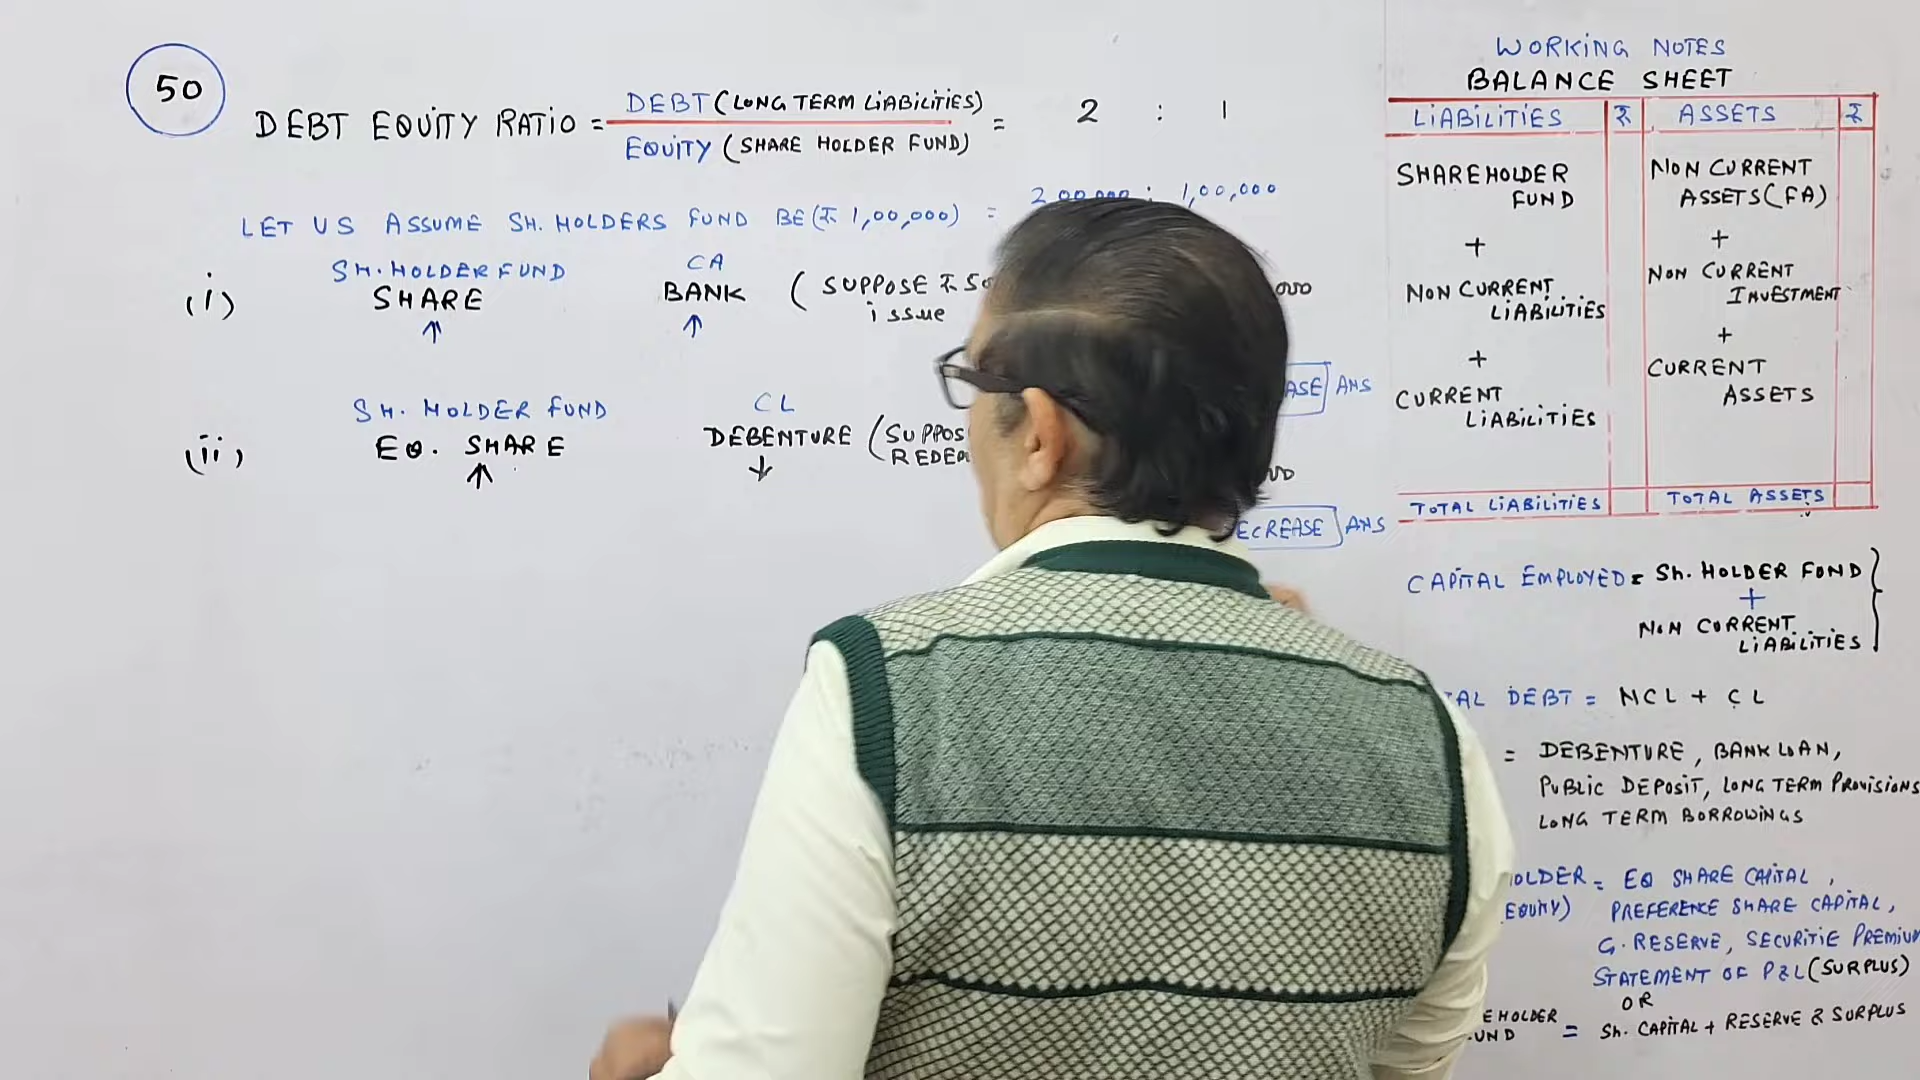 50
DEBT EQUITY RATIO = DEBT (LONG TERM LIABILITIES)
EQUITY (SHARE HOLDER FUND)
= 2 : 1
LET US ASSUME SH. HOLDERS FUND BE (₹ 1,00,000) = 2,00,000 : 1,00,000
(i) SH. HOLDER FUND
SHARE ↑
CA
BANK ↑
( SUPPOSE ₹ 50
issue
(ii) SH. HOLDER FUND
EQ. SHARE ↑
CL
DEBENTURE ↓
(SUPPOS
REDE
ASE ANS
ECREASE ANS
WORKING NOTES
BALANCE SHEET
LIABILITIES ₹ ASSETS ₹
SHAREHOLDER
FUND
+
NON CURRENT
LIABILITIES
+
CURRENT
LIABILITIES
TOTAL LIABILITIES
NON CURRENT
ASSETS (FA)
+
NON CURRENT
INVESTMENT
+
CURRENT
ASSETS
TOTAL ASSETS
CAPITAL EMPLOYED = SH. HOLDER FOND
+
NON CURRENT
LIABILITIES
AL DEBT = NCL + CL
= DEBENTURE, BANK LOAN,
PUBLIC DEPOSIT, LONG TERM PROVISIONS
LONG TERM BORROWINGS
OLDER = EQ SHARE CAPITAL,
EQUITY) PREFERENCE SHARE CAPITAL,
G. RESERVE, SECURITIE PREMIUM
STATEMENT OF P&L (SURPLUS)
OR
EHOLDER
UND = Sh. CAPITAL + RESERVE & SURPLUS